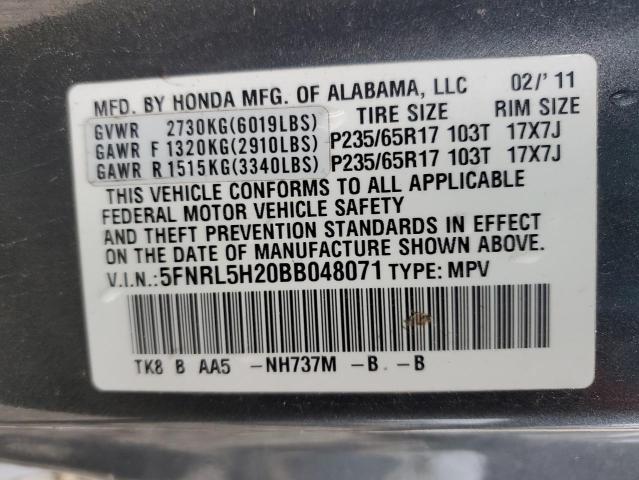 MFD. BY HONDA MFG. OF ALABAMA, LLC 02/'11
TIRE SIZE RIM SIZE
GVWR 2730KG(6019LBS)
GAWR F 1320KG(2910LBS) P235/65R17 103T 17X7J
GAWR R 1515KG(3340LBS) P235/65R17 103T 17X7J
THIS VEHICLE CONFORMS TO ALL APPLICABLE
FEDERAL MOTOR VEHICLE SAFETY
AND THEFT PREVENTION STANDARDS IN EFFECT
ON THE DATE OF MANUFACTURE SHOWN ABOVE.
V.I.N.:5FNRL5H20BB048071 TYPE: MPV
TK8 B AA5 -NH737M -B -B